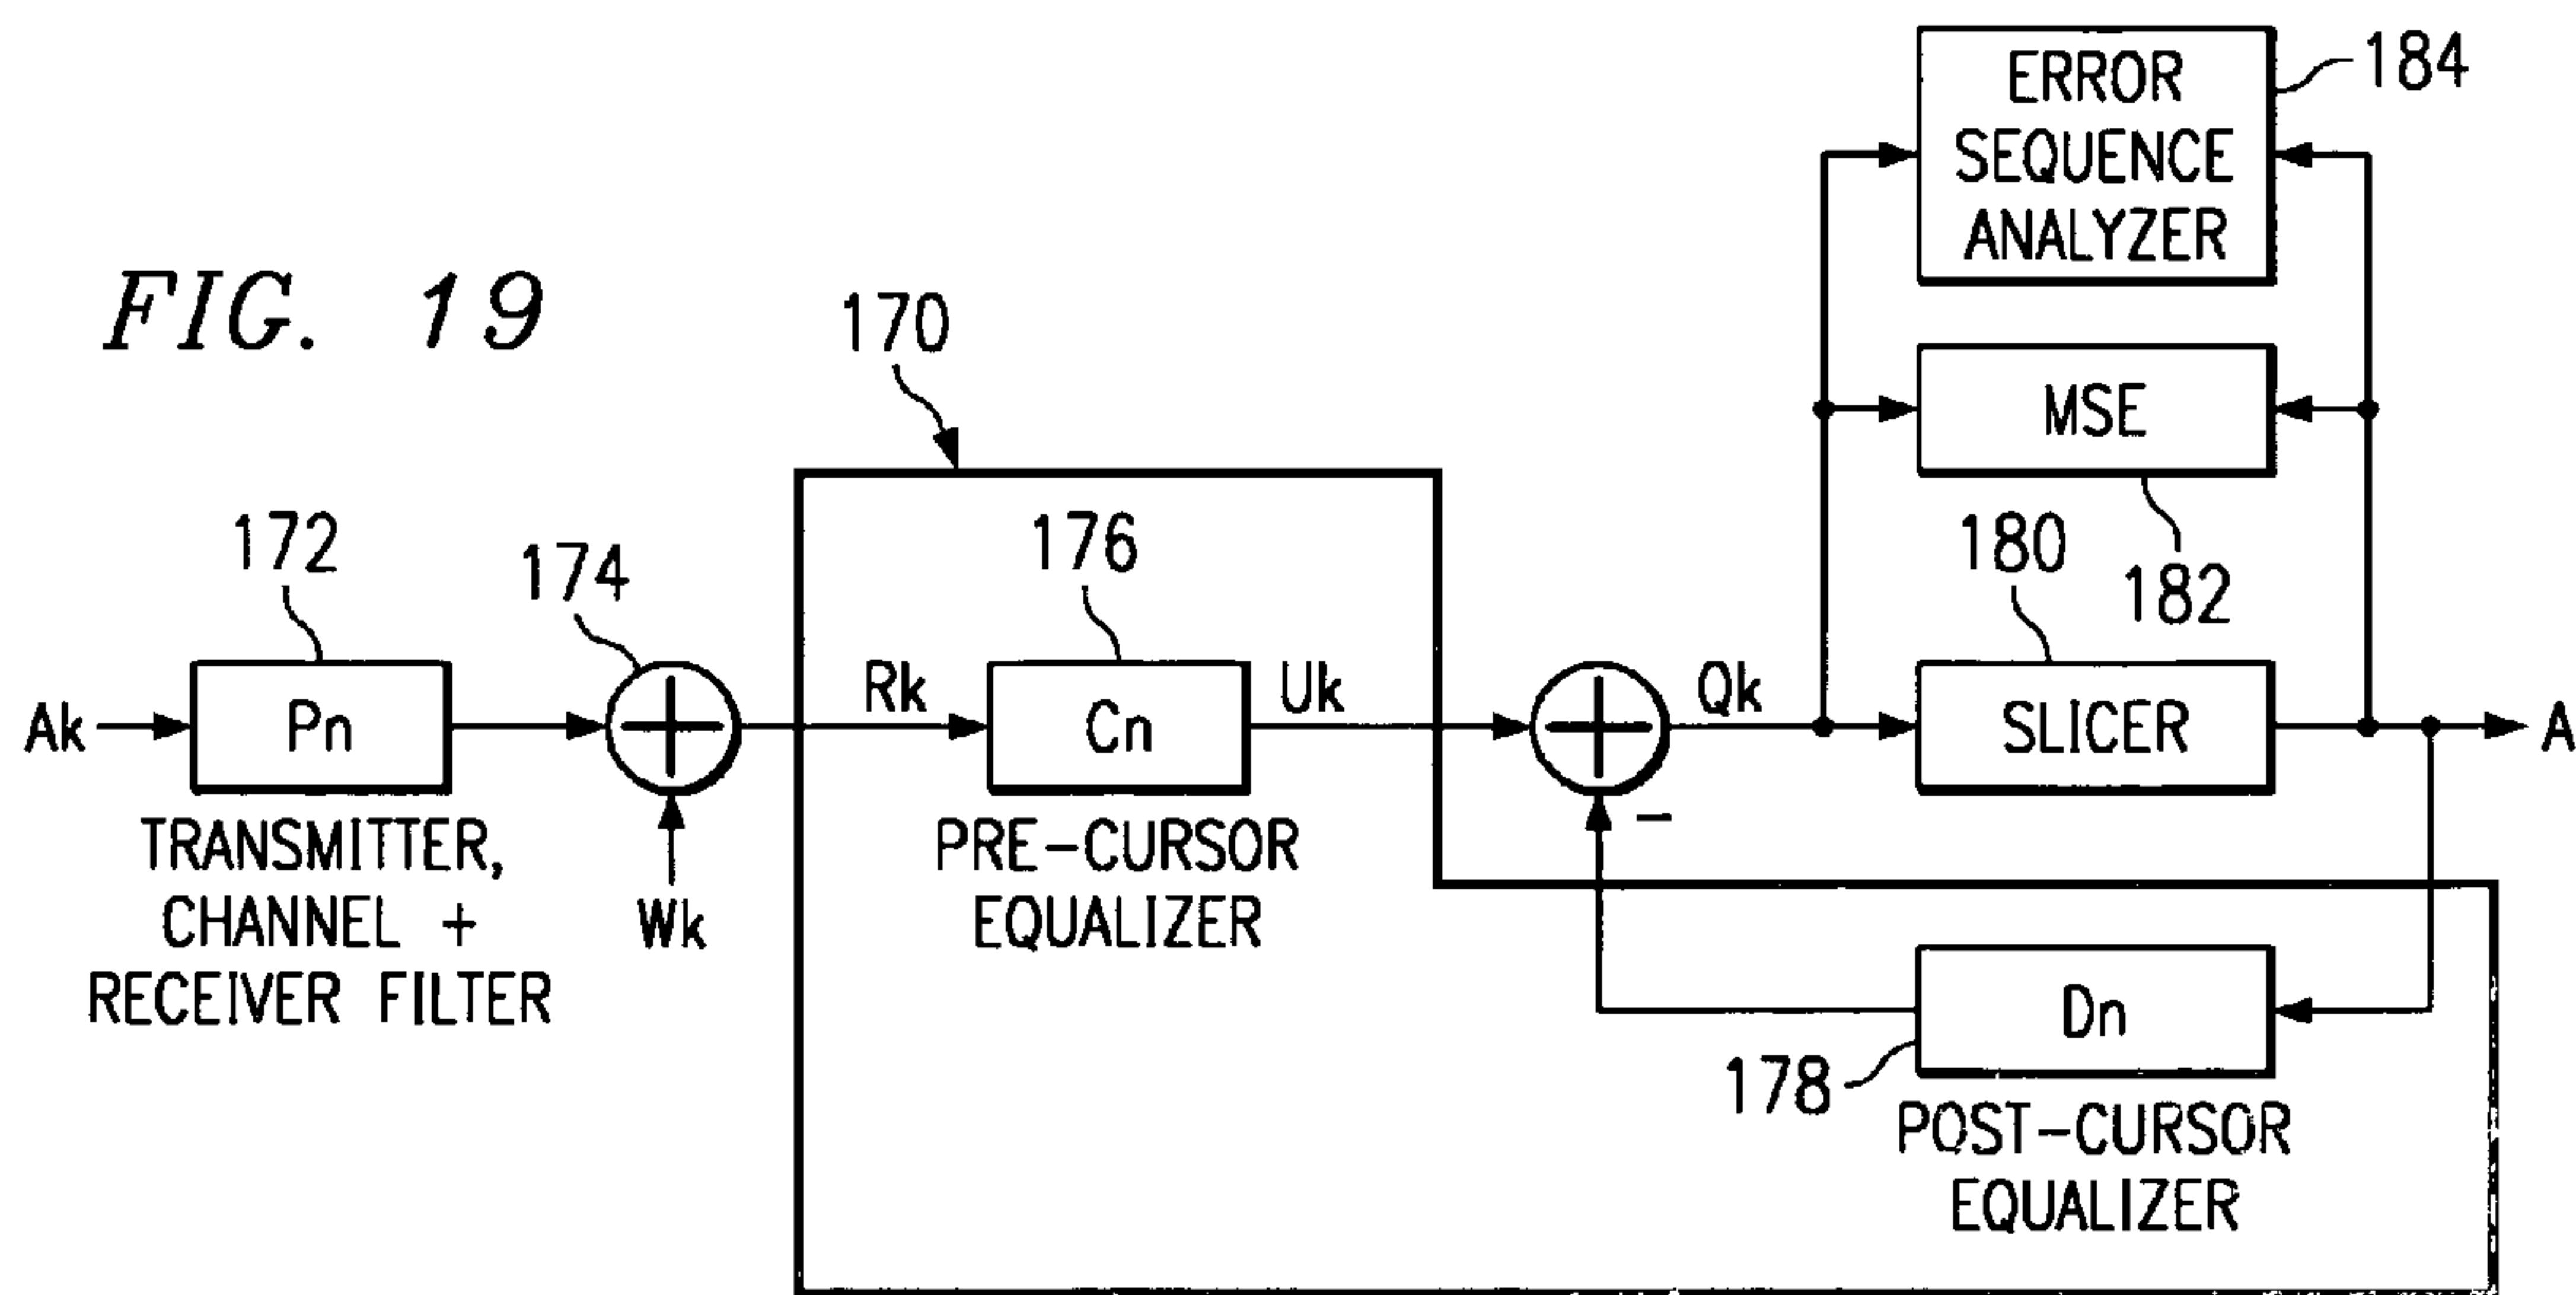 FIG. 19
ERROR
SEQUENCE
ANALYZER
184
MSE
182
170
172
174
176
180
Ak
Pn
Rk
Cn
Uk
Qk
SLICER
A
TRANSMITTER,
CHANNEL +
RECEIVER FILTER
Wk
PRE-CURSOR
EQUALIZER
–
Dn
178
POST-CURSOR
EQUALIZER